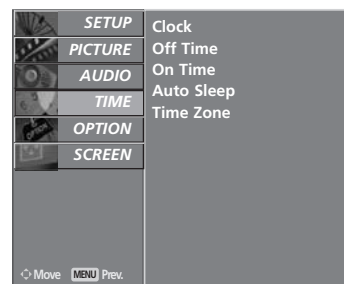 SETUP
PICTURE
AUDIO
TIME
OPTION
SCREEN
Clock
Off Time
On Time
Auto Sleep
Time Zone
Move MENU Prev.